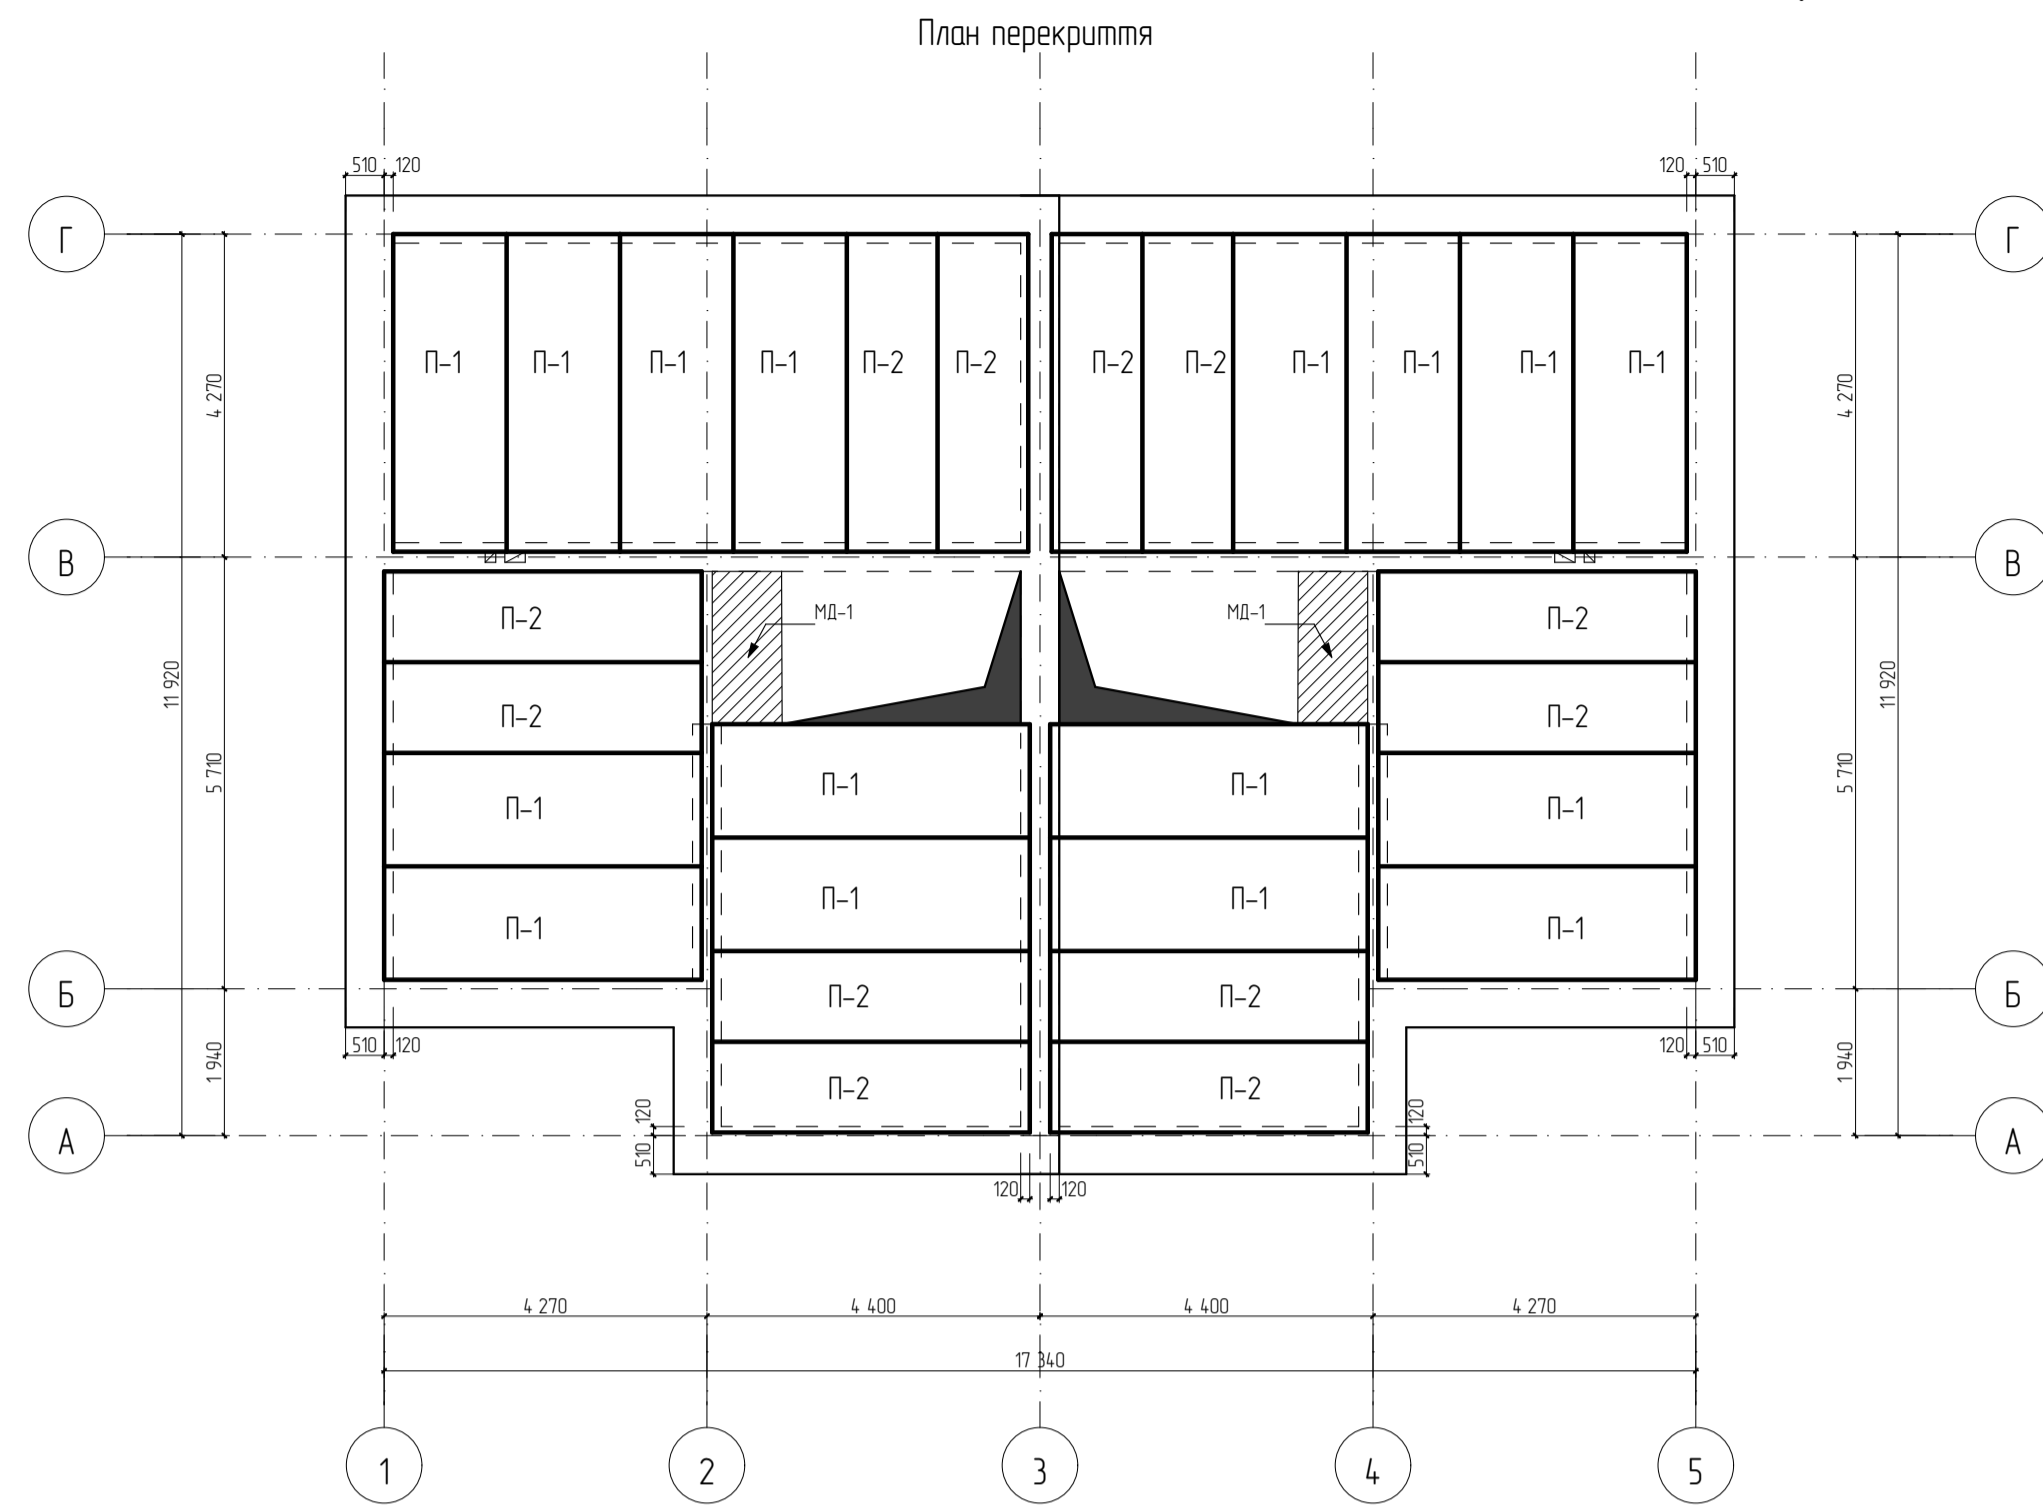 План перекриття
510 120
120 510
Г
Г
П-1 П-1 П-1 П-1 П-2 П-2 П-2 П-2 П-1 П-1 П-1 П-1
4 270
4 270
В
В
МД-1
МД-1
П-2
П-2
11 920
11 920
П-2
П-2
5 710
5 710
П-1
П-1
П-1
П-1
П-1
П-1
П-1
П-1
Б
Б
П-2
П-2
510 120
120 510
1 940
1 940
П-2
П-2
120
120
А
А
510
510
120 120
4 270 4 400 4 400 4 270
17 340
1 2 3 4 5